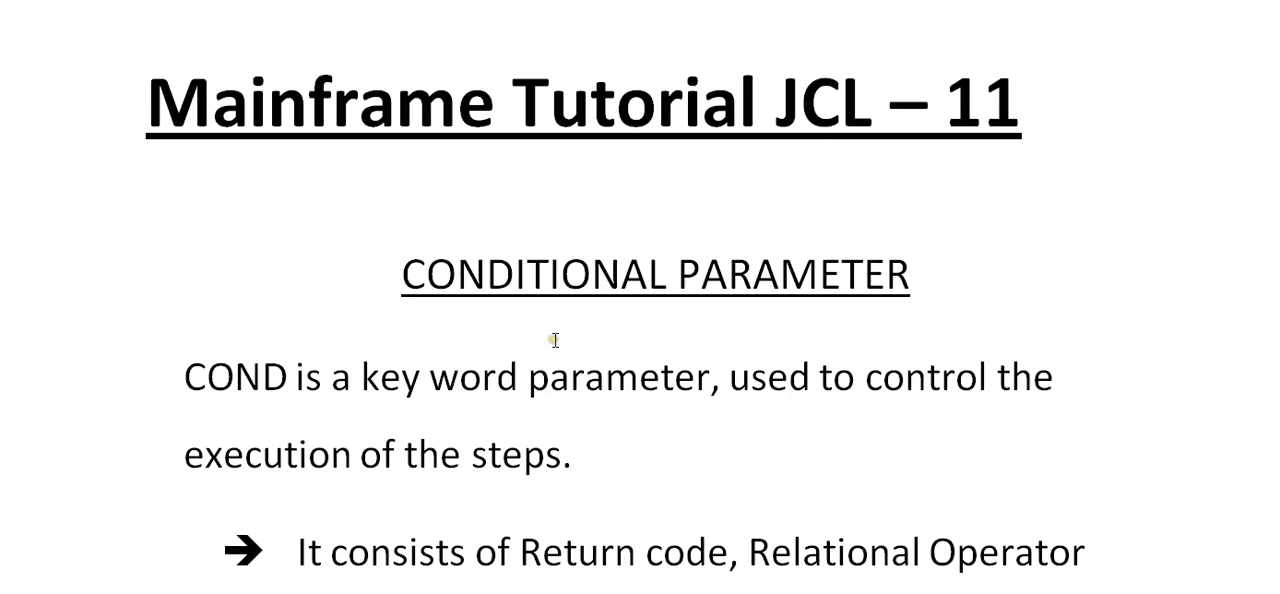 Mainframe Tutorial JCL – 11
CONDITIONAL PARAMETER
COND is a key word parameter, used to control the
execution of the steps.
➔ It consists of Return code, Relational Operator